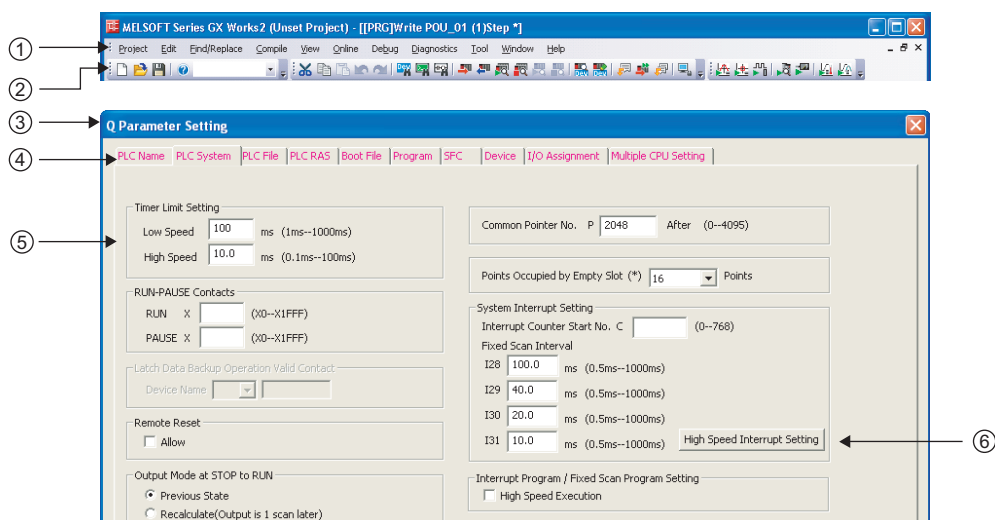 MELSOFT Series GX Works2 (Unset Project) - [[PRG]Write POU_01 (1)Step *]
① Project Edit Find/Replace Compile View Online Debug Diagnostics Tool Window Help
②
③ Q Parameter Setting
④ PLC Name PLC System PLC File PLC RAS Boot File Program SFC Device I/O Assignment Multiple CPU Setting
⑤
Timer Limit Setting
Low Speed 100 ms (1ms--1000ms)
High Speed 10.0 ms (0.1ms--100ms)
RUN-PAUSE Contacts
RUN X (X0--X1FFF)
PAUSE X (X0--X1FFF)
Latch Data Backup Operation Valid Contact
Device Name
Remote Reset
Allow
Output Mode at STOP to RUN
Previous State
Recalculate(Output is 1 scan later)
Common Pointer No. P 2048 After (0--4095)
Points Occupied by Empty Slot (*) 16 Points
System Interrupt Setting
Interrupt Counter Start No. C (0--768)
Fixed Scan Interval
I28 100.0 ms (0.5ms--1000ms)
I29 40.0 ms (0.5ms--1000ms)
I30 20.0 ms (0.5ms--1000ms)
I31 10.0 ms (0.5ms--1000ms) High Speed Interrupt Setting ⑥
Interrupt Program / Fixed Scan Program Setting
High Speed Execution